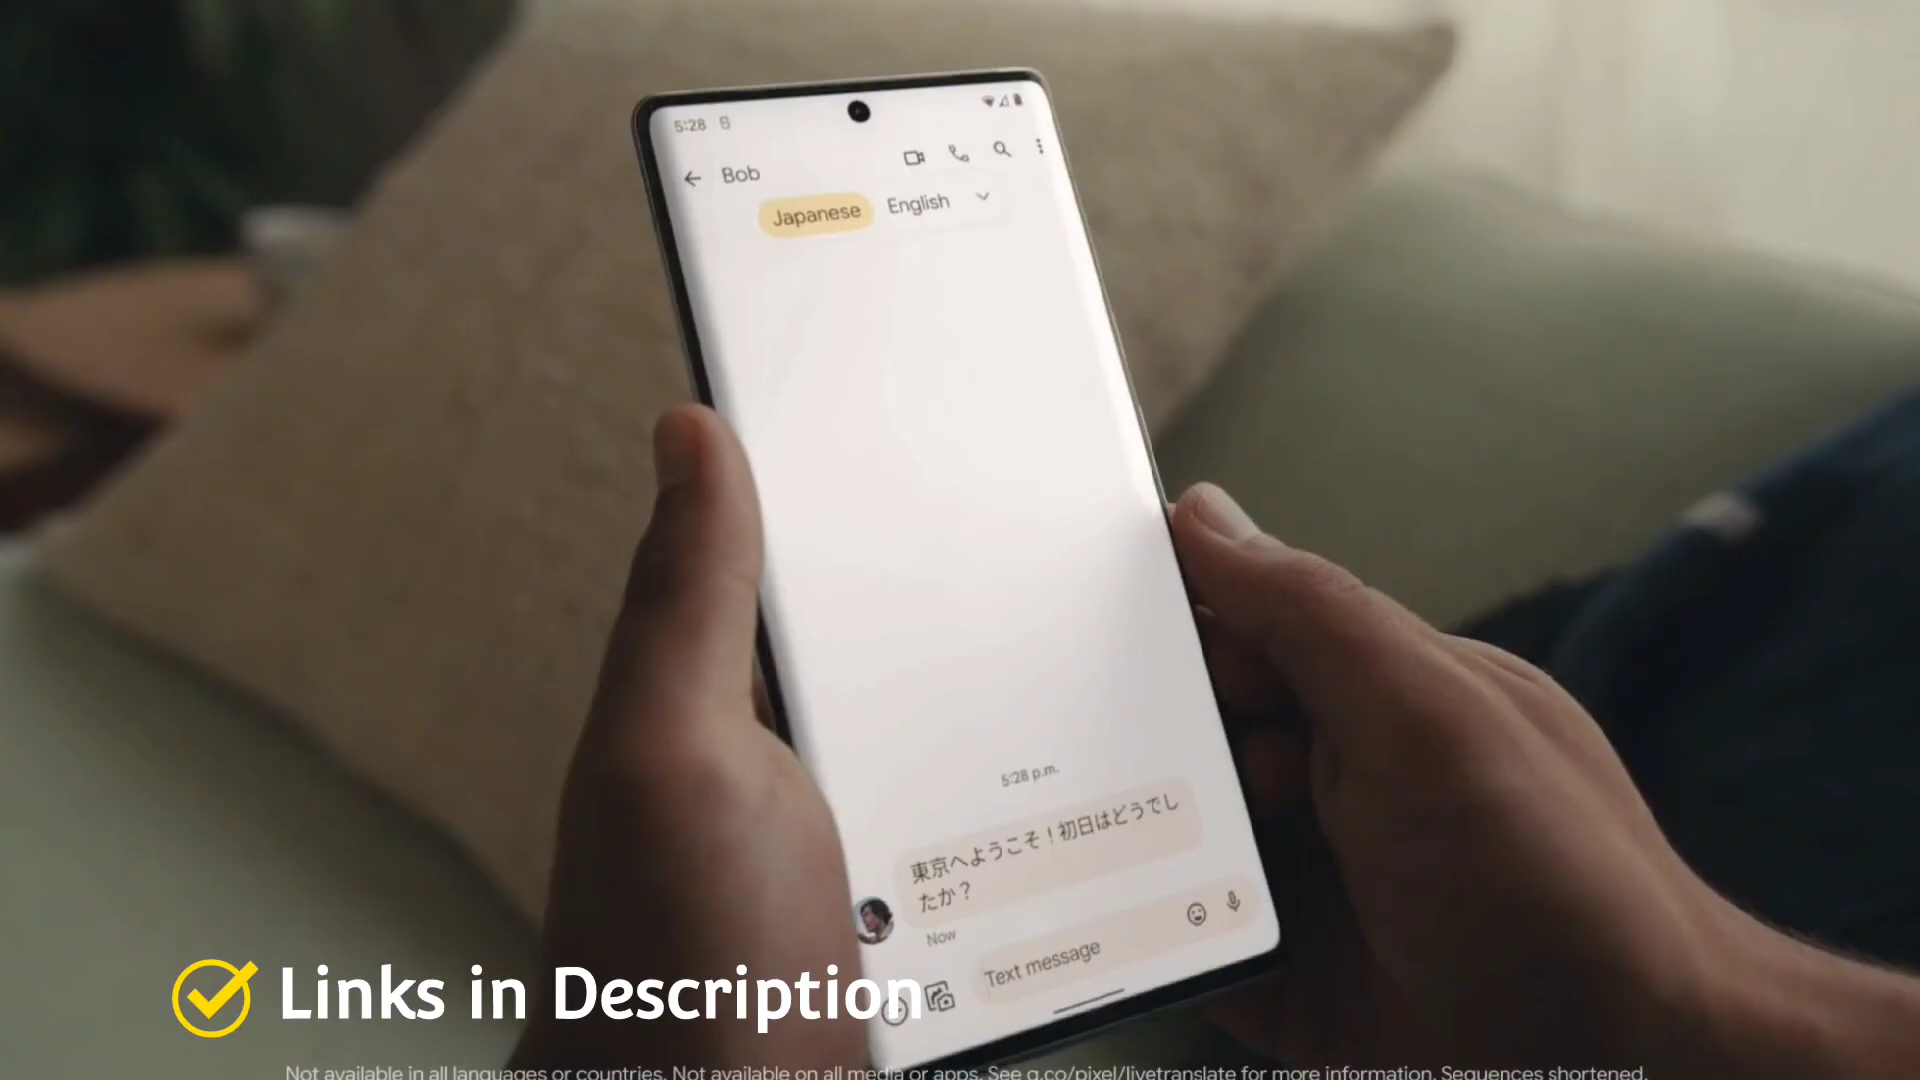 5:28
Bob
Japanese English
5:28 p.m.
東京へようこそ！初日はどうでし
たか？
Now
Text message
Links in Description
Not available in all languages or countries. Not available on all media or apps. See g.co/pixel/livetranslate for more information. Sequences shortened.